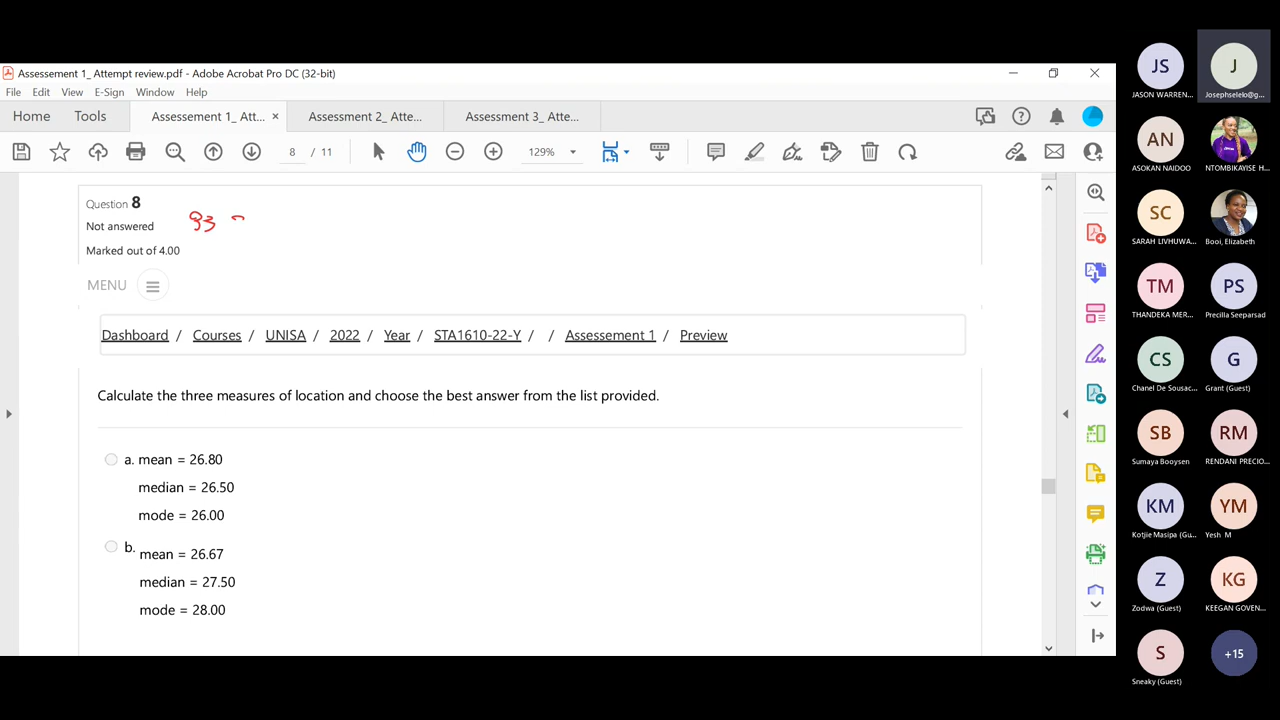 Assessement 1_ Attempt review.pdf - Adobe Acrobat Pro DC (32-bit)
File Edit View E-Sign Window Help
Home Tools Assessement 1_ Att... × Assessment 2_ Atte... Assessment 3_ Atte...
8 / 11 129%
Question 8
Not answered
93
Marked out of 4.00
MENU
Dashboard / Courses / UNISA / 2022 / Year / STA1610-22-Y / / Assessement 1 / Preview
Calculate the three measures of location and choose the best answer from the list provided.
a. mean = 26.80
median = 26.50
mode = 26.00
b. mean = 26.67
median = 27.50
mode = 28.00
JS J
JASON WARREN... Josephselelo@g...
AN
ASOKAN NAIDOO NTOMBIKAYISE H...
SC
SARAH LIVHUWA... Booi, Elizabeth
TM PS
THANDEKA MER... Precilla Seeparsad
CS G
Chanel De Sousac... Grant (Guest)
SB RM
Sumaya Booysen RENDANI PRECIO...
KM YM
Kotjie Masipa (Gu... Yesh M
Z KG
Zodwa (Guest) KEEGAN GOVEN...
S +15
Sneaky (Guest)